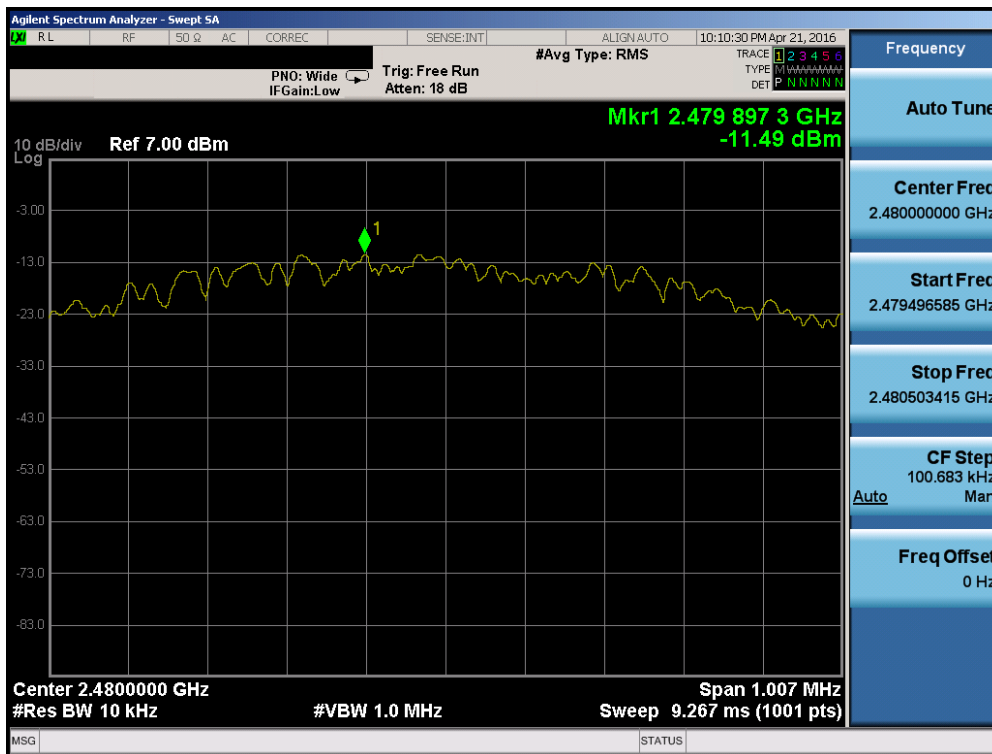 Agilent Spectrum Analyzer - Swept SA
LXI RL RF 50 Ω AC CORREC SENSE:INT ALIGN AUTO 10:10:30 PM Apr 21, 2016
#Avg Type: RMS TRACE 1 2 3 4 5 6
PNO: Wide Trig: Free Run TYPE M WWWWW
IFGain:Low Atten: 18 dB DET P N N N N N
Mkr1 2.479 897 3 GHz
-11.49 dBm
10 dB/div Ref 7.00 dBm
Log
1
-3.00
-13.0
-23.0
-33.0
-43.0
-53.0
-63.0
-73.0
-83.0
Center 2.4800000 GHz Span 1.007 MHz
#Res BW 10 kHz #VBW 1.0 MHz Sweep 9.267 ms (1001 pts)
MSG STATUS
Frequency
Auto Tune
Center Freq
2.480000000 GHz
Start Freq
2.479496585 GHz
Stop Freq
2.480503415 GHz
CF Step
100.683 kHz
Auto Man
Freq Offset
0 Hz